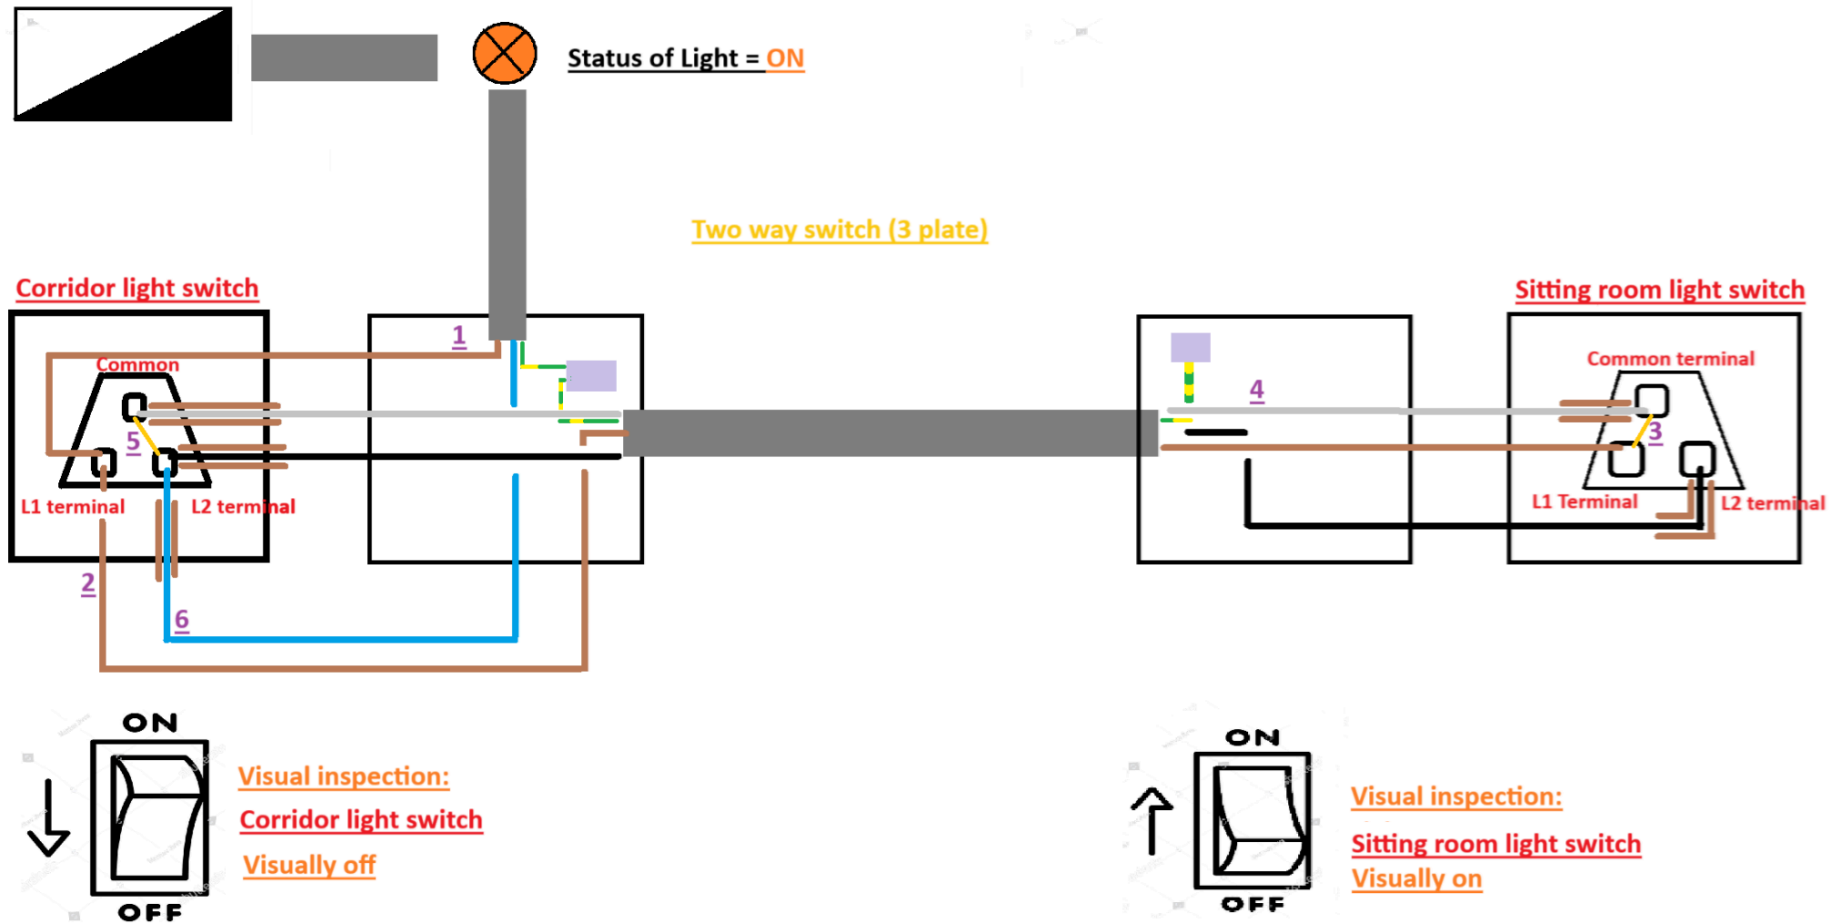 Status of Light = ON
Two way switch (3 plate)
Corridor light switch
Sitting room light switch
1
Common
5
L1 terminal
L2 terminal
2
6
4
Common terminal
3
L1 Terminal
L2 terminal
ON
Visual inspection:
Corridor light switch
Visually off
OFF
ON
Visual inspection:
Sitting room light switch
Visually on
OFF